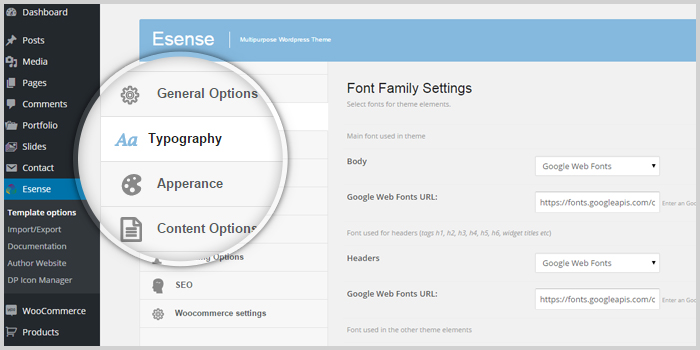 Dashboard
Posts
Media
Pages
Comments
Portfolio
Slides
Contact
Esense
Template options
Import/Export
Documentation
Author Website
DP Icon Manager
WooCommerce
Products
Esense
Multipurpose Wordpress Theme
General Options
Aa Typography
Apperance
Content Options
Options
SEO
Woocommerce settings
Font Family Settings
Select fonts for theme elements.
Main font used in theme
Body
Google Web Fonts
Google Web Fonts URL:
https://fonts.googleapis.com/c
Enter an Goo
Font used for headers (tags h1, h2, h3, h4, h5, h6, widget titles etc)
Headers
Google Web Fonts
Google Web Fonts URL:
https://fonts.googleapis.com/c
Enter an Goo
Font used in the other theme elements